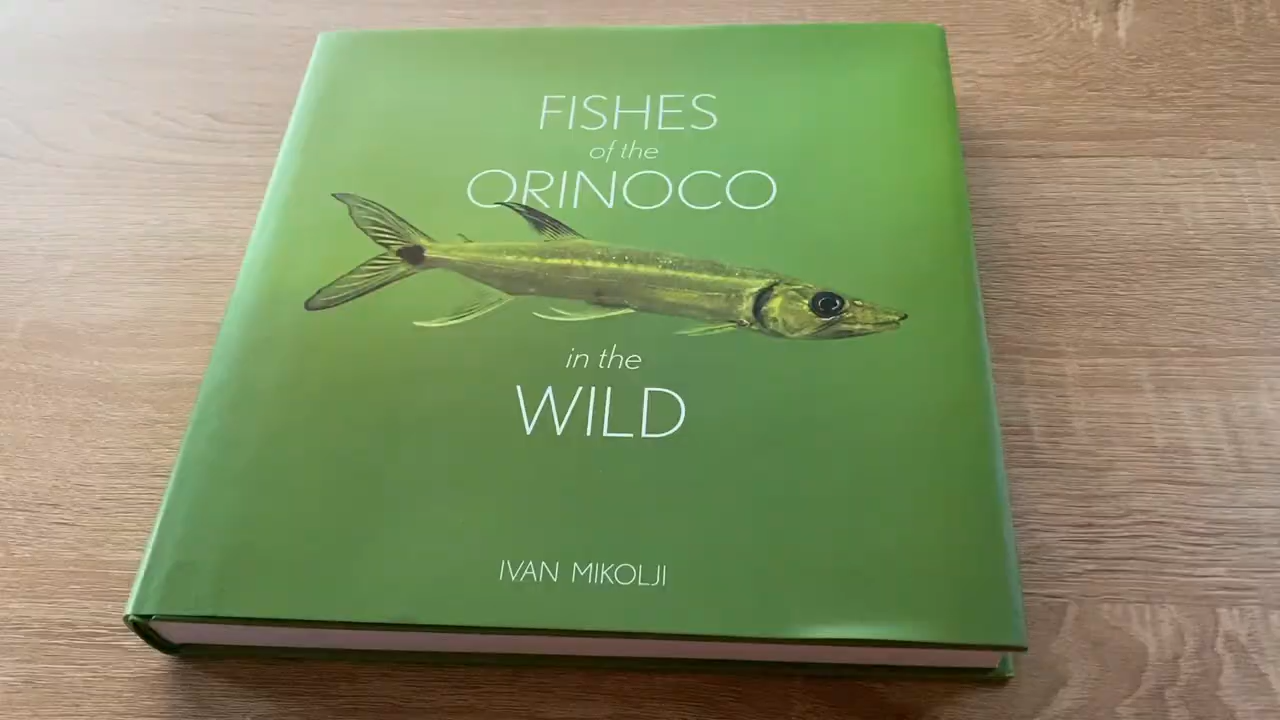 FISHES
of the
ORINOCO
in the
WILD
IVAN MIKOLJI